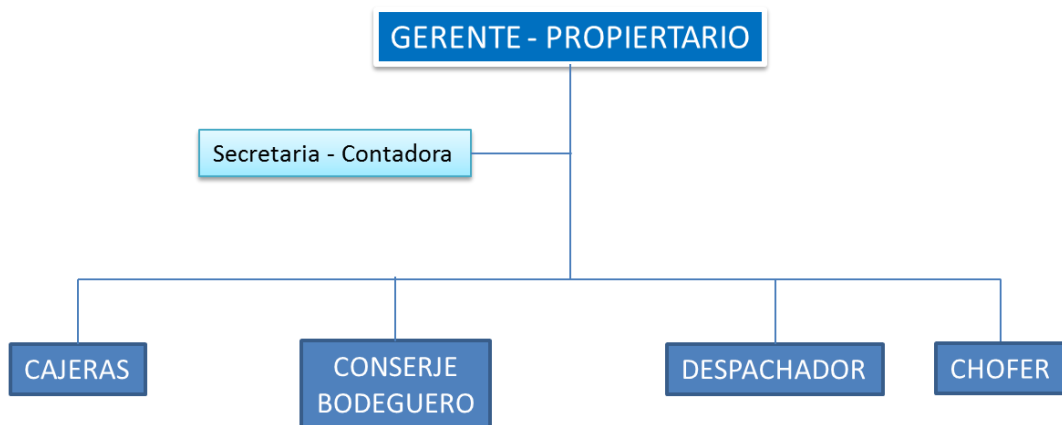 GERENTE - PROPIERTARIO
Secretaria - Contadora
CAJERAS
CONSERJE
BODEGUERO
DESPACHADOR
CHOFER